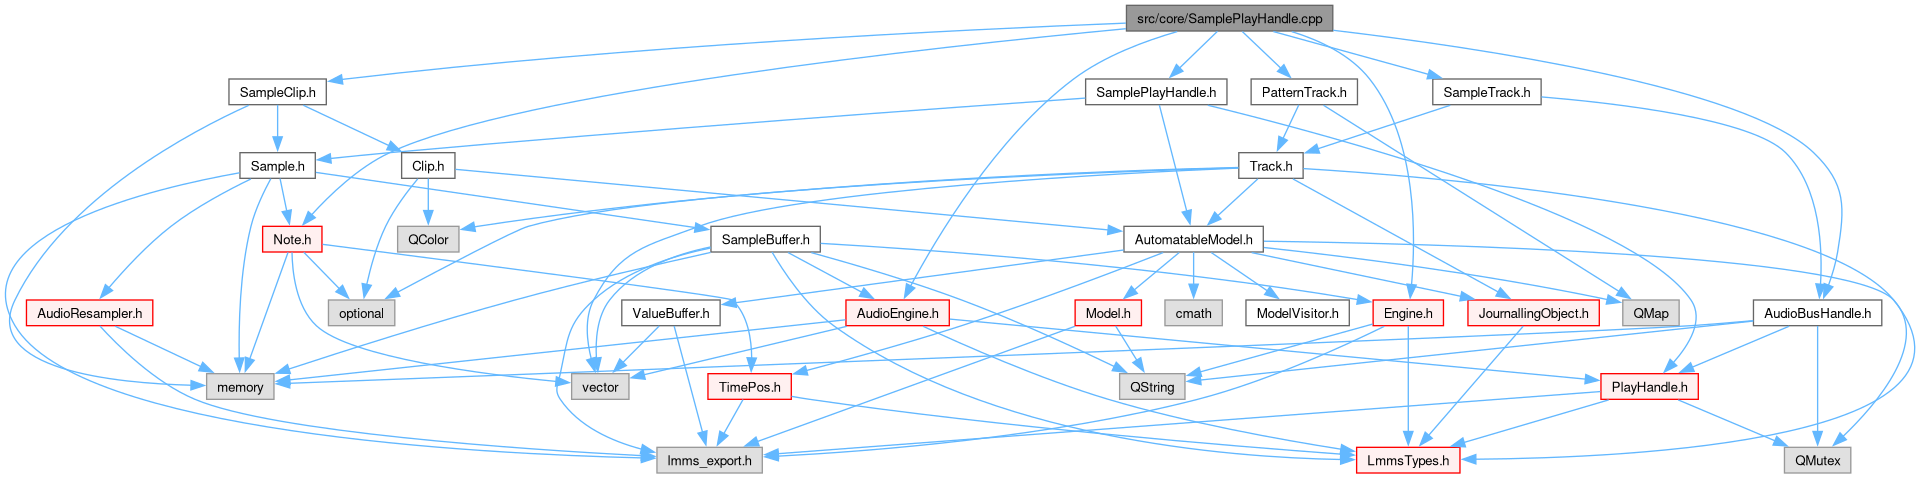 src/core/SamplePlayHandle.cpp
SampleClip.h
SamplePlayHandle.h
PatternTrack.h
SampleTrack.h
Sample.h
Clip.h
Track.h
Note.h
QColor
SampleBuffer.h
AutomatableModel.h
AudioResampler.h
optional
ValueBuffer.h
AudioEngine.h
Model.h
cmath
ModelVisitor.h
Engine.h
JournallingObject.h
QMap
AudioBusHandle.h
memory
vector
TimePos.h
QString
PlayHandle.h
lmms_export.h
LmmsTypes.h
QMutex